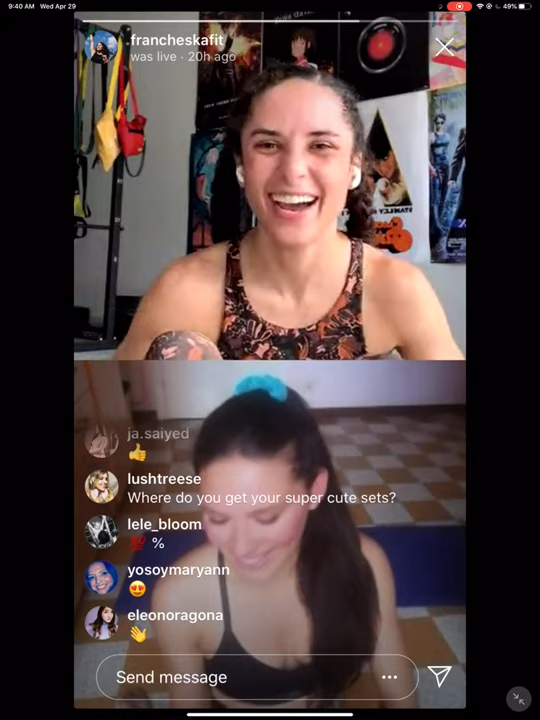 9:40 AM Wed Apr 29
49%
francheskafit
was live · 20h ago
ja.saiyed
👍
lushtreese
Where do you get your super cute sets?
lele_bloom
💯 %
yosoymaryann
😍
eleonoragona
👋
Send message